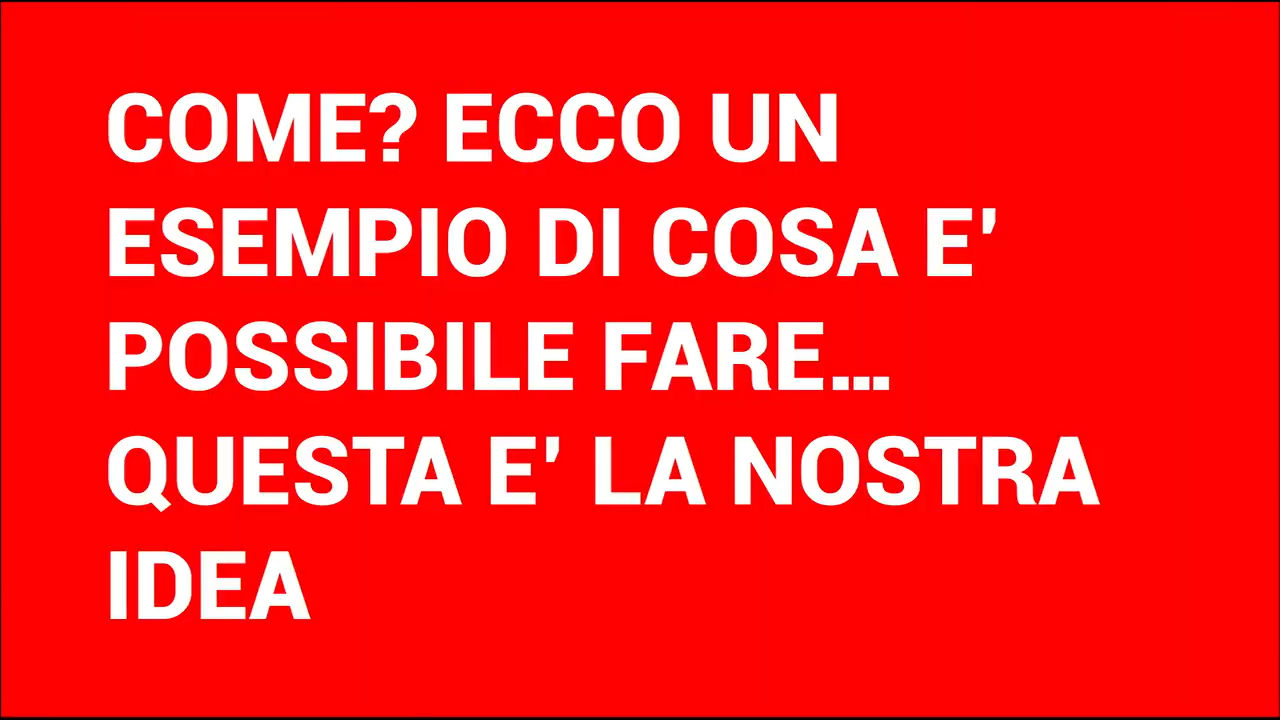 COME? ECCO UN
ESEMPIO DI COSA E'
POSSIBILE FARE...
QUESTA E' LA NOSTRA
IDEA